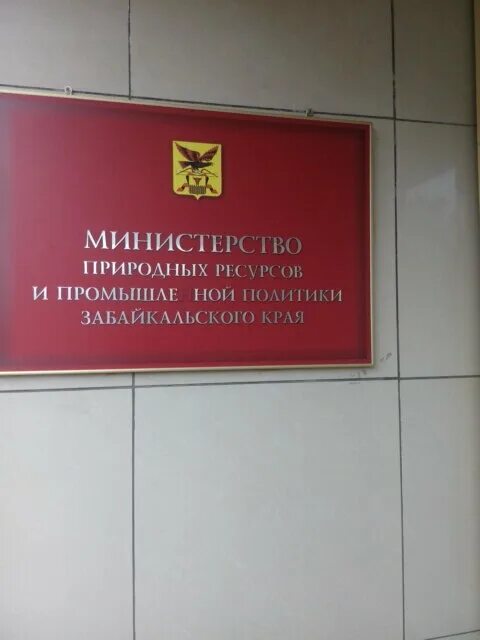 МИНИСТЕРСТВО
ПРИРОДНЫХ РЕСУРСОВ
И ПРОМЫШЛЕ НОЙ ПОЛИТИКИ
ЗАБАЙКАЛЬСКОГО КРАЯ